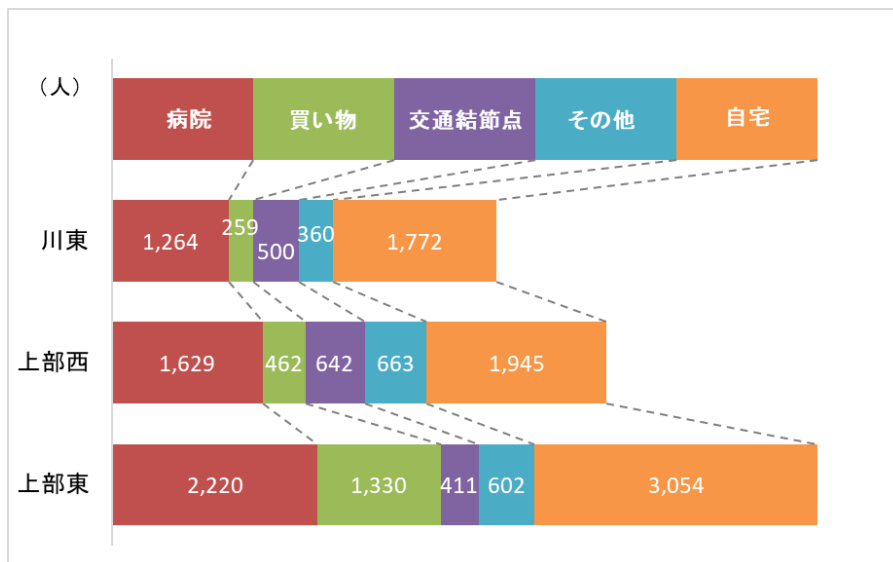 （人）
病院 買い物 交通結節点 その他 自宅
川東 1,264 259 500 360 1,772
上部西 1,629 462 642 663 1,945
上部東 2,220 1,330 411 602 3,054